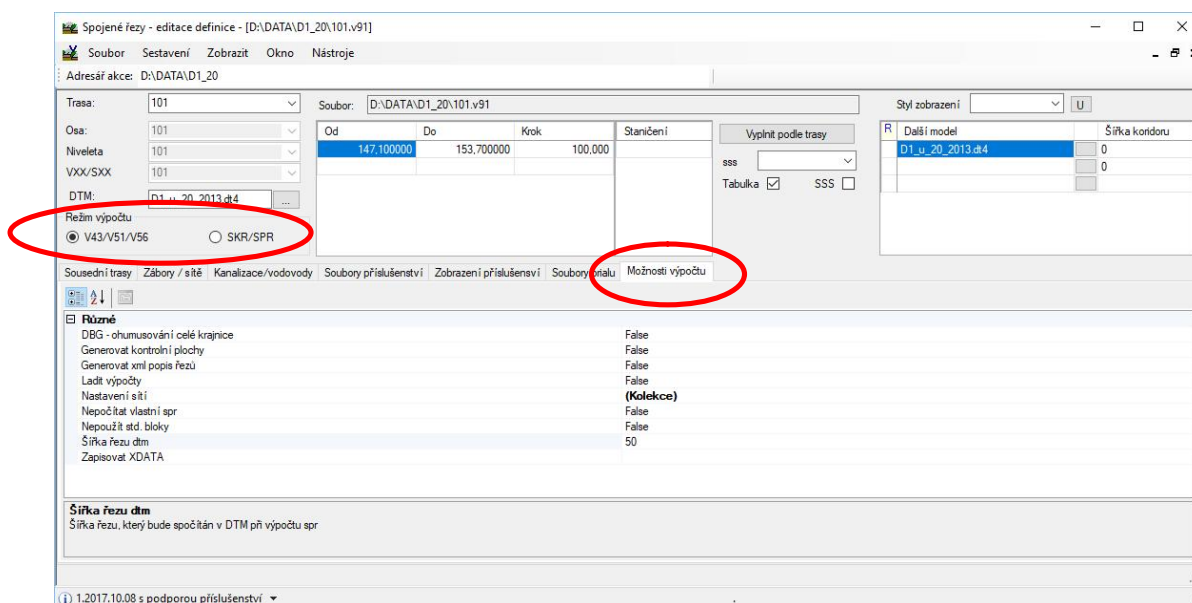 Spojené řezy - editace definice - [D:\DATA\D1_20\101.v91]
Soubor Sestavení Zobrazit Okno Nástroje
Adresář akce: D:\DATA\D1_20
Trasa: 101
Soubor: D:\DATA\D1_20\101.v91
Styl zobrazení U
Osa: 101
Niveleta 101
VXX/SXX 101
DTM: D1_u_20_2013.dt4 ...
Režim výpočtu
V43/V51/V56 SKR/SPR
Od Do Krok Staničení
147,100000 153,700000 100,000
Vyplnit podle trasy
sss
Tabulka SSS
R Další model Šířka koridoru
D1_u_20_2013.dt4 0
0
Sousední trasy Zábory / sítě Kanalizace/vodovody Soubory příslušenství Zobrazení příslušensví Soubory Možnosti výpočtu
Různé
DBG - ohumusování celé krajnice False
Generovat kontrolní plochy False
Generovat xml popis řezů False
Ladit výpočty False
Nastavení sítí (Kolekce)
Nepočítat vlastní spr False
Nepoužít std. bloky False
Šířka řezu dtm 50
Zapisovat XDATA
Šířka řezu dtm
Šířka řezu, který bude spočítán v DTM při výpočtu spr
1.2017.10.08 s podporou příslušenství